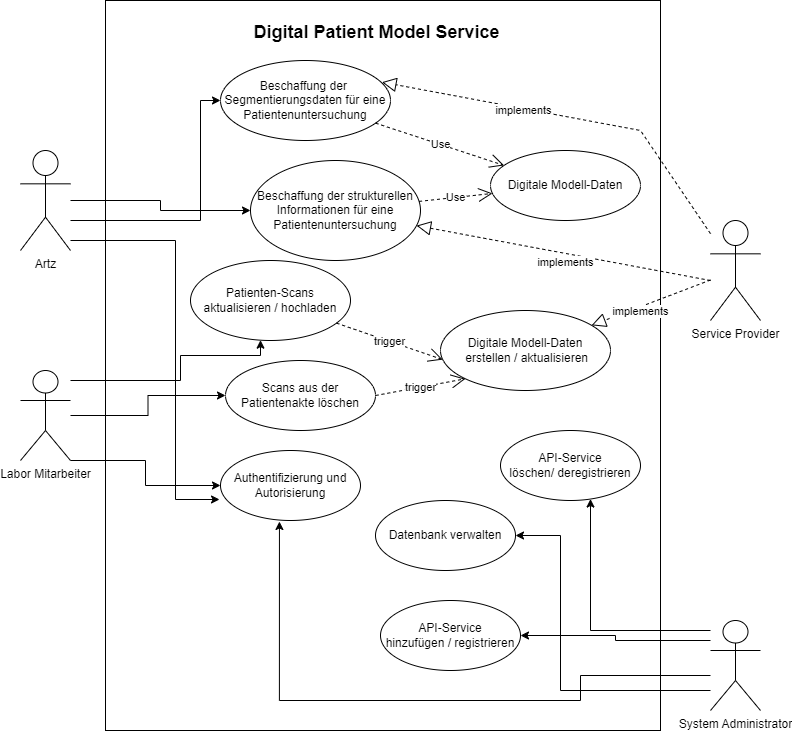 Digital Patient Model Service
Beschaffung der
Segmentierungsdaten für eine
Patientenuntersuchung
implements
Use
Digitale Modell-Daten
Beschaffung der strukturellen
Informationen für eine
Patientenuntersuchung
Use
Artz
implements
Patienten-Scans
aktualisieren / hochladen
trigger
Digitale Modell-Daten
erstellen / aktualisieren
implements
Service Provider
Scans aus der
Patientenakte löschen
trigger
Labor Mitarbeiter
Authentifizierung und
Autorisierung
API-Service
löschen/ deregistrieren
Datenbank verwalten
API-Service
hinzufügen / registrieren
System Administrator